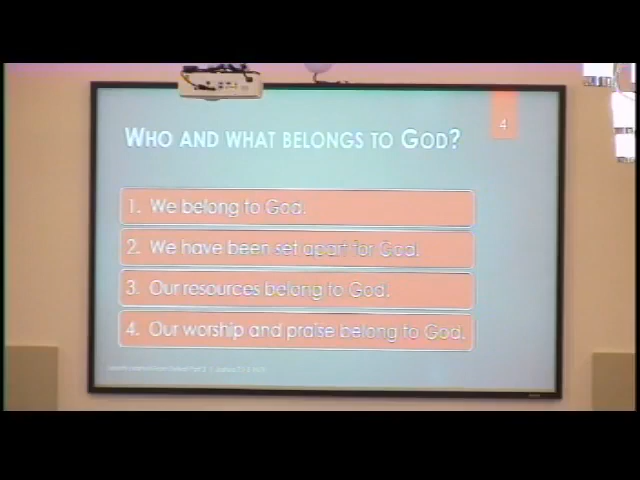 4
WHO AND WHAT BELONGS TO GOD?
1. We belong to God.
2. We have been set apart for God.
3. Our resources belong to God.
4. Our worship and praise belong to God.